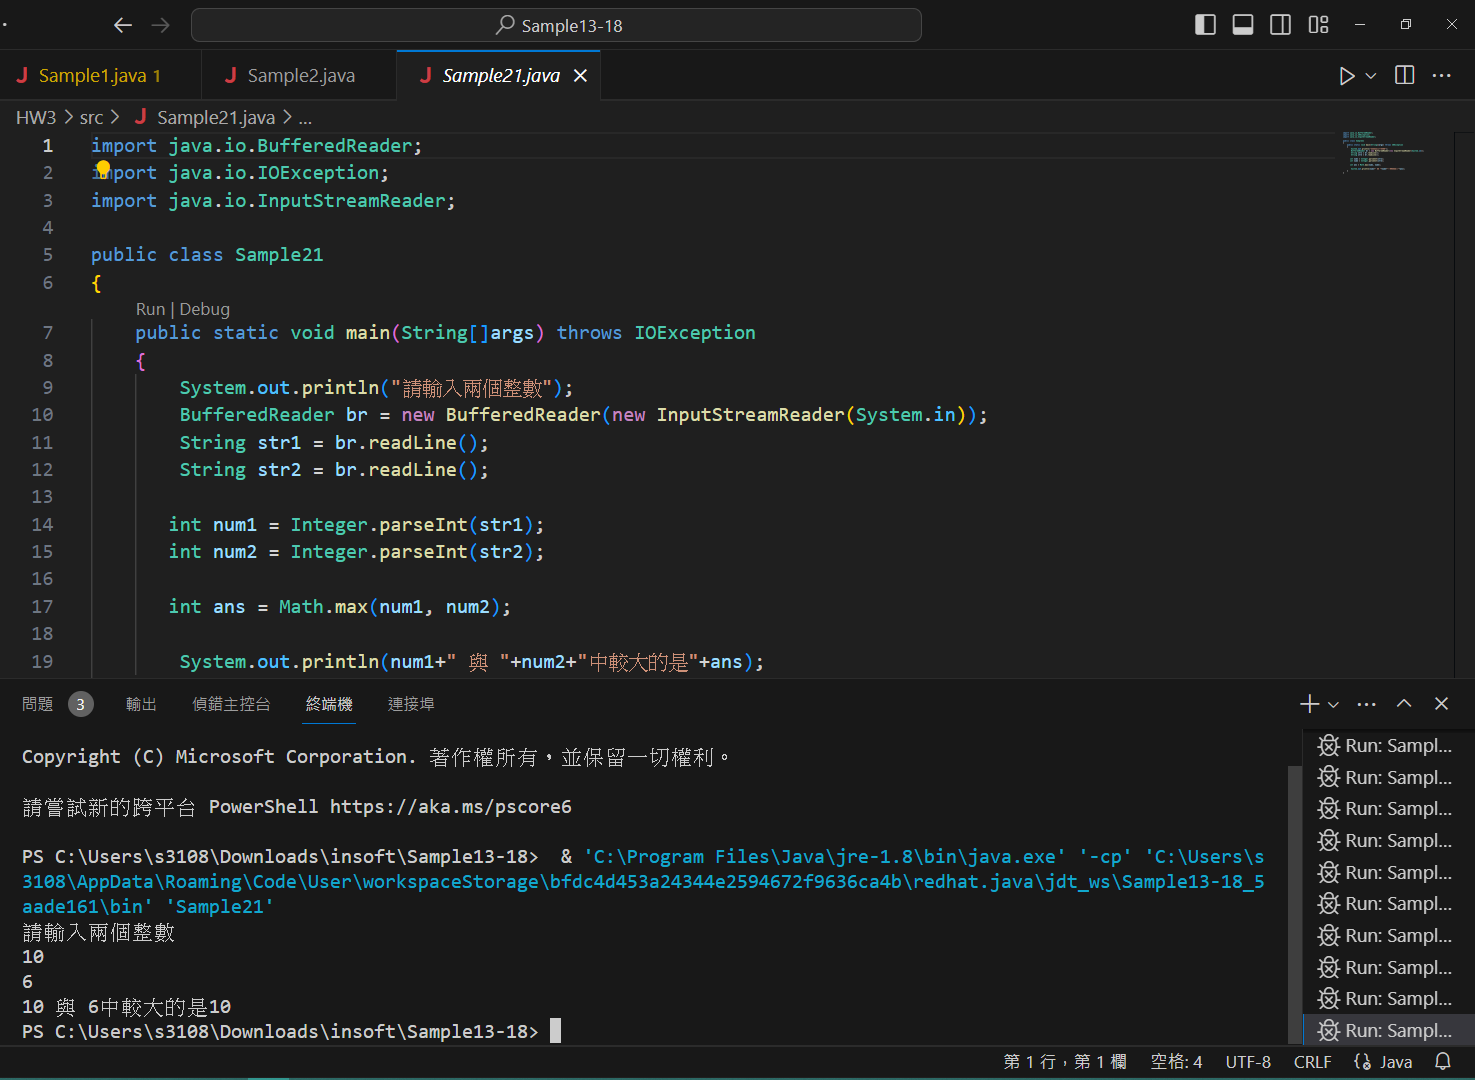 Sample13-18
Sample1.java 1
Sample2.java
Sample21.java
HW3 > src > Sample21.java > ...
1 import java.io.BufferedReader;
2 import java.io.IOException;
3 import java.io.InputStreamReader;
4
5 public class Sample21
6 {
Run | Debug
7 public static void main(String[]args) throws IOException
8 {
9 System.out.println("請輸入兩個整數");
10 BufferedReader br = new BufferedReader(new InputStreamReader(System.in));
11 String str1 = br.readLine();
12 String str2 = br.readLine();
13
14 int num1 = Integer.parseInt(str1);
15 int num2 = Integer.parseInt(str2);
16
17 int ans = Math.max(num1, num2);
18
19 System.out.println(num1+" 與 "+num2+"中較大的是"+ans);
問題 3 輸出 偵錯主控台 終端機 連接埠
Copyright (C) Microsoft Corporation. 著作權所有，並保留一切權利。
請嘗試新的跨平台 PowerShell https://aka.ms/pscore6
PS C:\Users\s3108\Downloads\insoft\Sample13-18>  & 'C:\Program Files\Java\jre-1.8\bin\java.exe' '-cp' 'C:\Users\s
3108\AppData\Roaming\Code\User\workspaceStorage\bfdc4d453a24344e2594672f9636ca4b\redhat.java\jdt_ws\Sample13-18_5
aade161\bin' 'Sample21'
請輸入兩個整數
10
6
10 與 6中較大的是10
PS C:\Users\s3108\Downloads\insoft\Sample13-18>
Run: Sampl...
Run: Sampl...
Run: Sampl...
Run: Sampl...
Run: Sampl...
Run: Sampl...
Run: Sampl...
Run: Sampl...
Run: Sampl...
Run: Sampl...
第 1 行，第 1 欄 空格: 4 UTF-8 CRLF Java